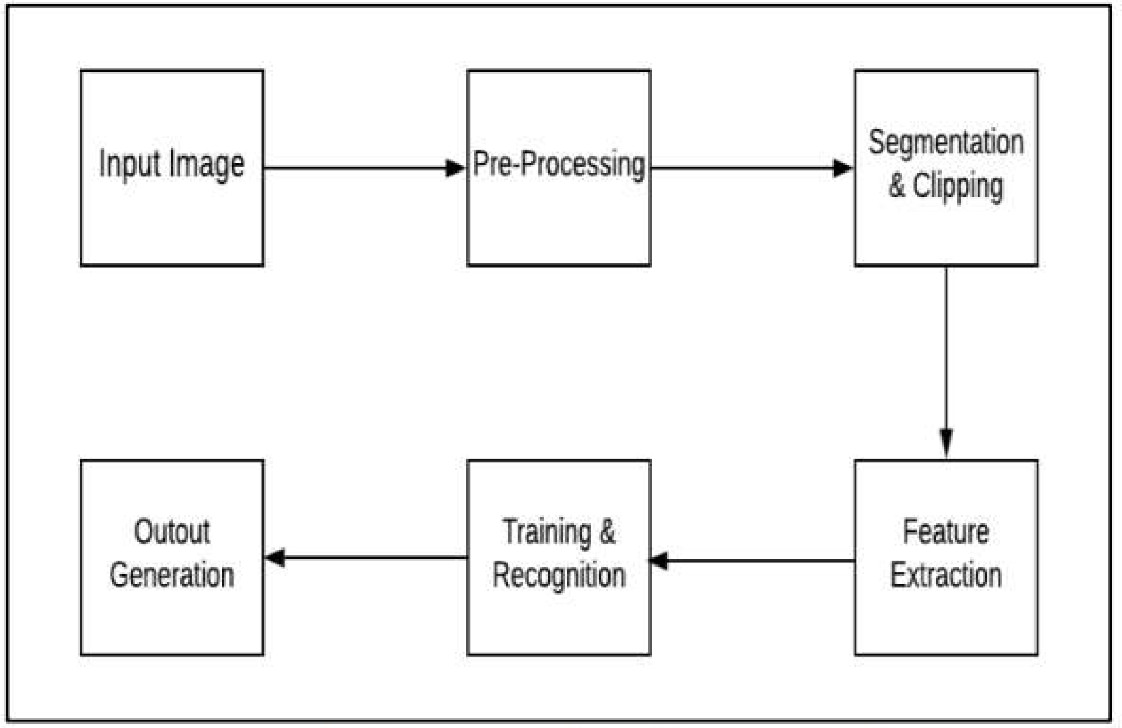 Input Image
Pre-Processing
Segmentation
& Clipping
Outout
Generation
Training &
Recognition
Feature
Extraction